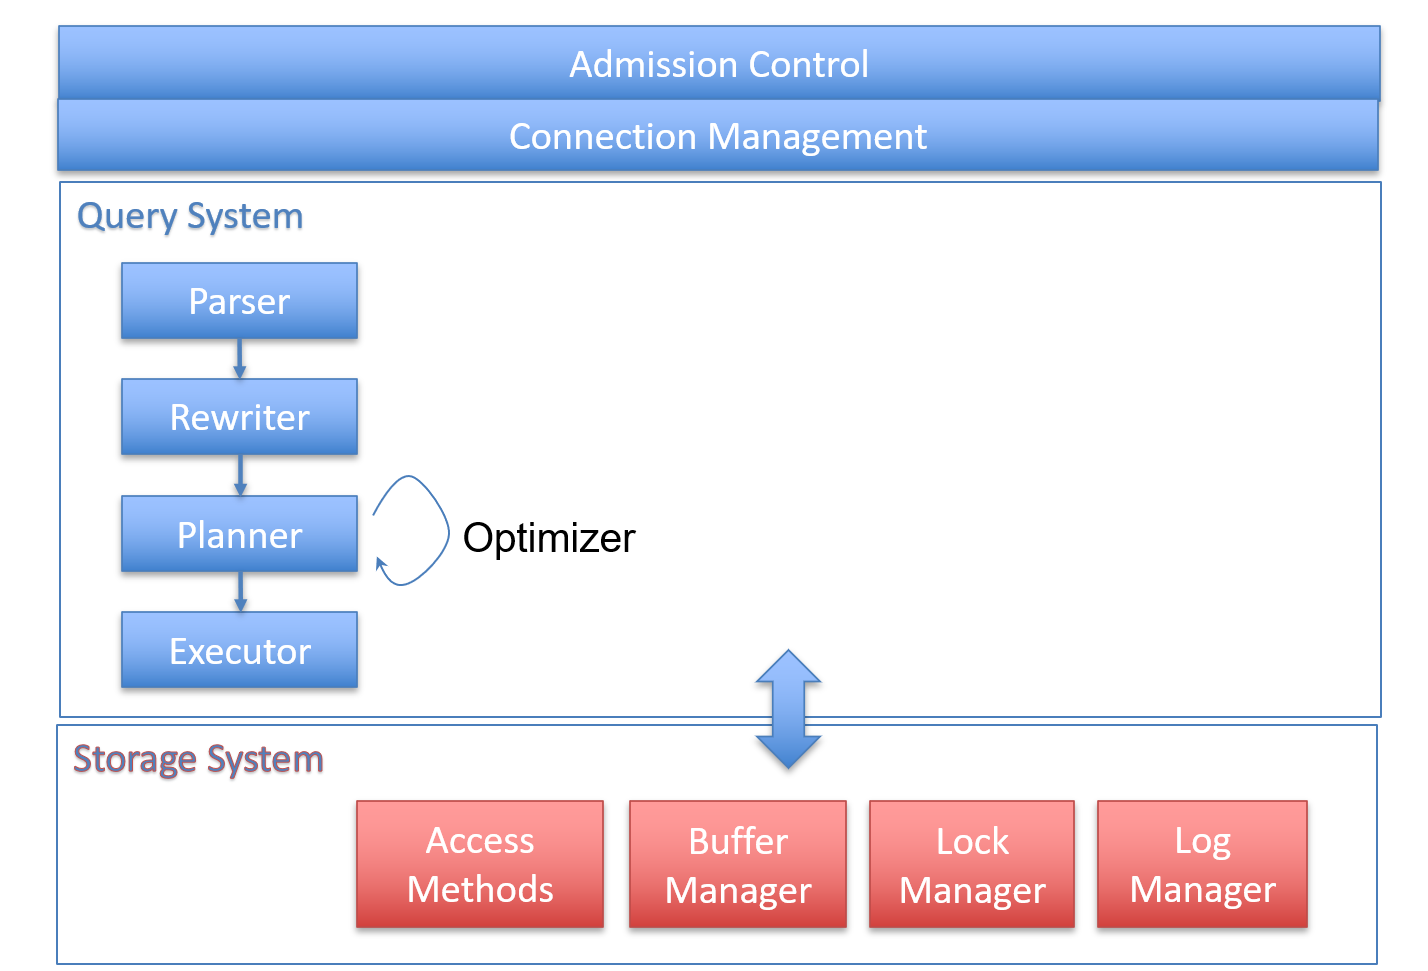 Admission Control
Connection Management
Query System
Parser
Rewriter
Planner
Optimizer
Executor
Storage System
Access
Methods
Buffer
Manager
Lock
Manager
Log
Manager